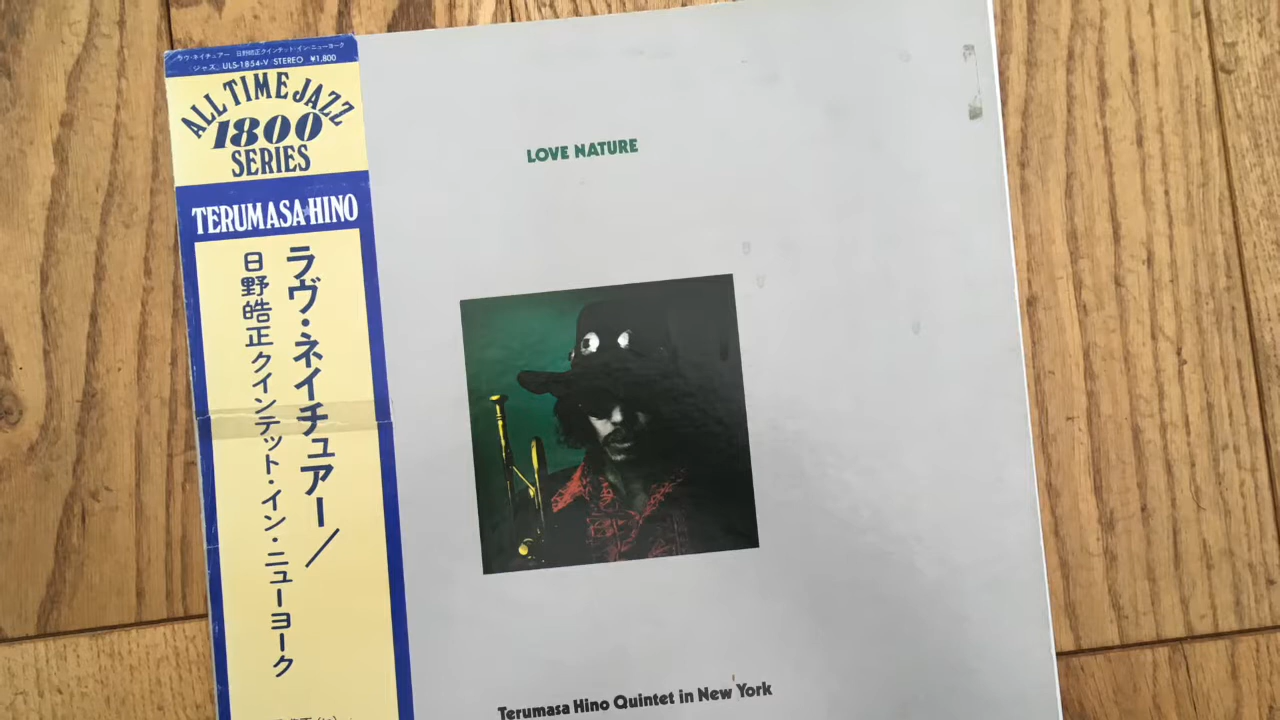 ラヴ・ネイチュアー 日野皓正クインテット・イン・ニューヨーク
〈ジャズ〉ULS-1854-V STEREO ¥1,800
ALL TIME JAZZ
1800
SERIES
TERUMASA HINO
ラヴ・ネイチュアー/
日野皓正クインテット・イン・ニューヨーク
LOVE NATURE
Terumasa Hino Quintet in New York